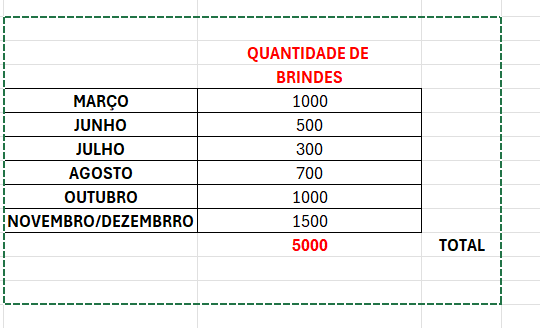 QUANTIDADE DE
BRINDES
MARÇO 1000
JUNHO 500
JULHO 300
AGOSTO 700
OUTUBRO 1000
NOVEMBRO/DEZEMBRRO 1500
5000 TOTAL